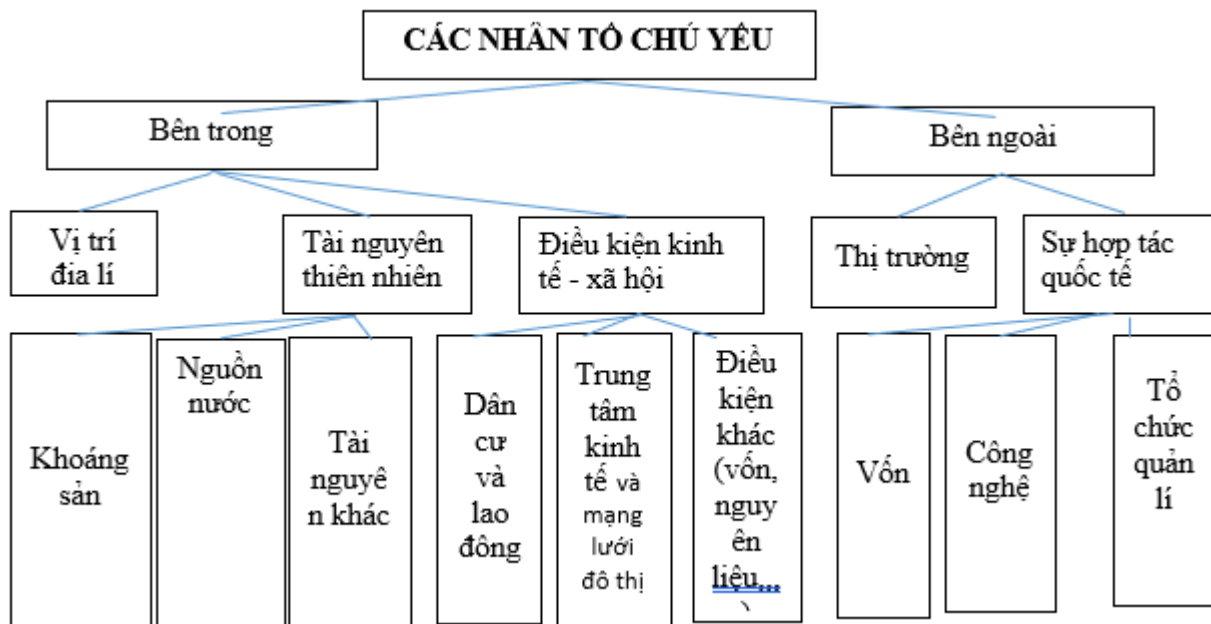 CÁC NHÂN TỐ CHỦ YẾU
Bên trong
Bên ngoài
Vị trí
đia lí
Tài nguyên
thiên nhiên
Điều kiện kinh
tế - xã hội
Thị trường
Sự hợp tác
quốc tế
Khoáng
sản
Nguồn
nước
Tài
nguyê
n khác
Dân
cư
và
lao
đông
Trung
tâm
kinh
tế và
mạng
lưới
đô thị
Điều
kiện
khác
(vốn,
nguy
ên
liệu...
)
Vốn
Công
nghệ
Tổ
chức
quản
lí